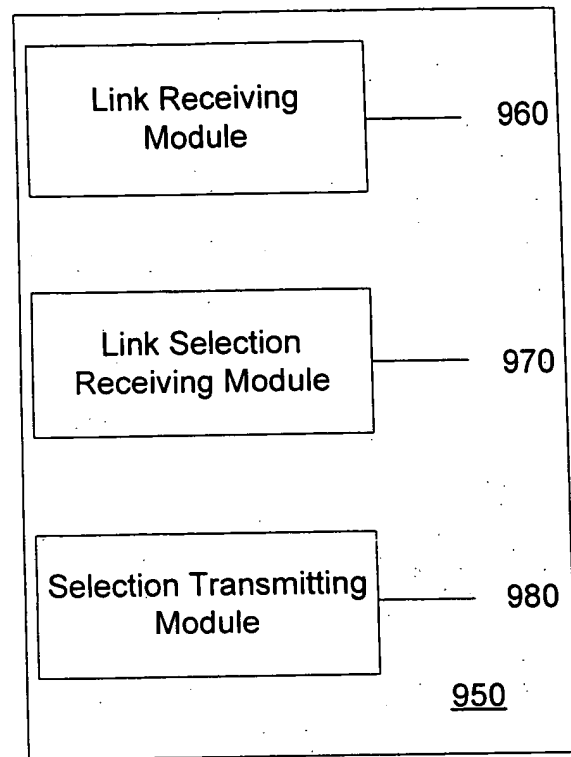 Link Receiving
Module
960
Link Selection
Receiving Module
970
Selection Transmitting
Module
980
950